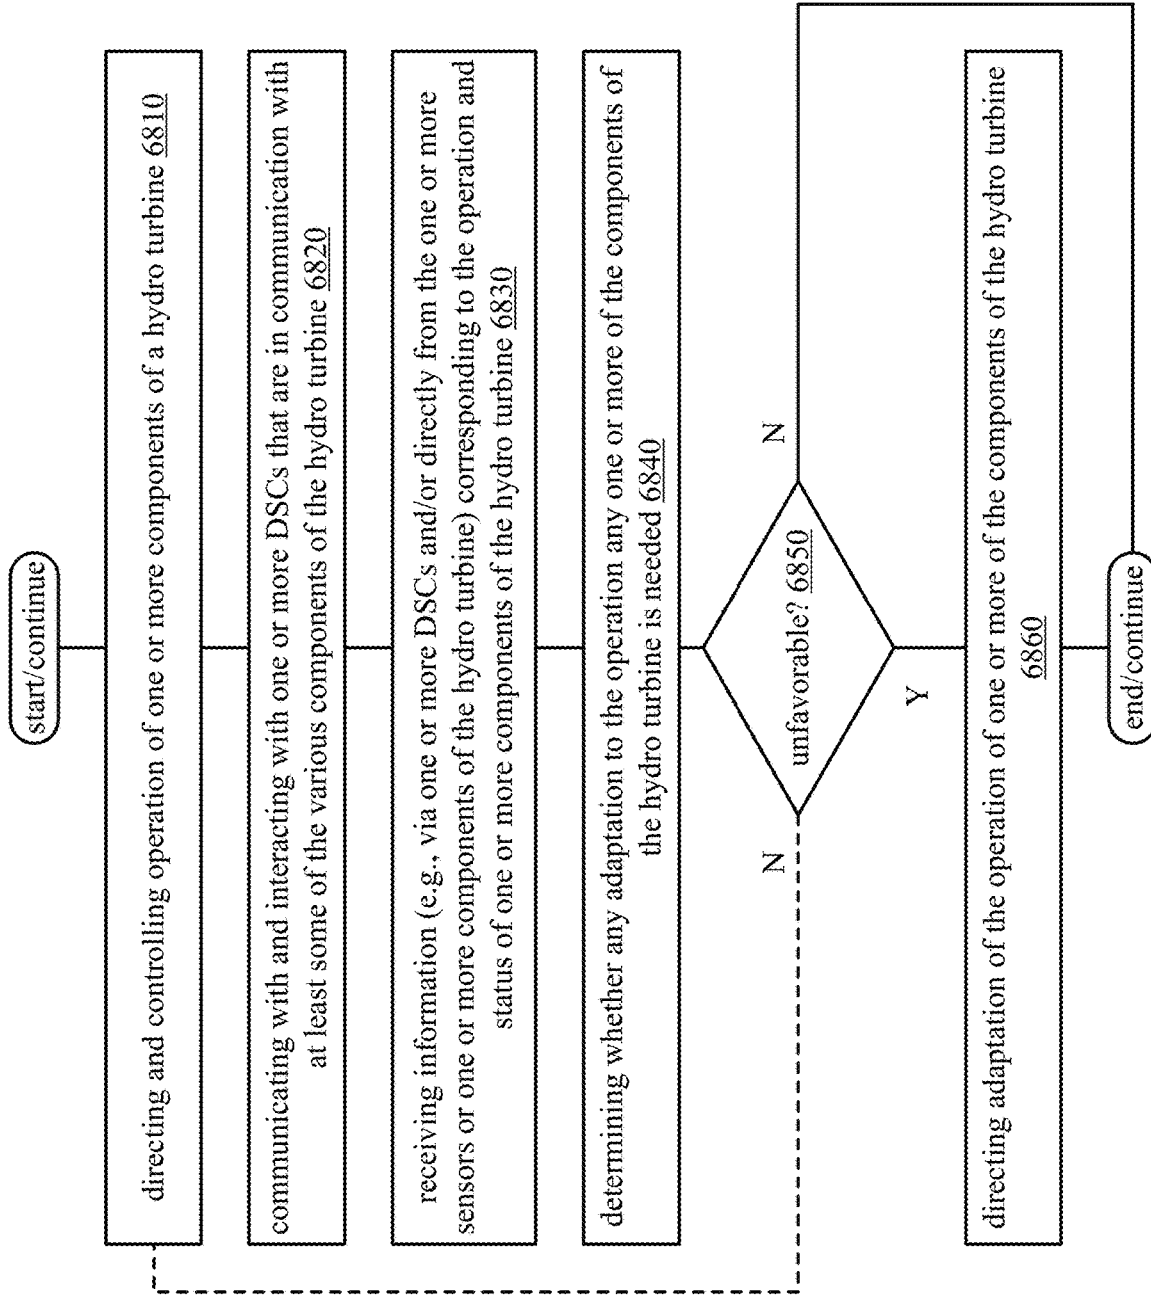 start/continue
directing and controlling operation of one or more components of a hydro turbine 6810
communicating with and interacting with one or more DSCs that are in communication with
at least some of the various components of the hydro turbine 6820
receiving information (e.g., via one or more DSCs and/or directly from the one or more
sensors or one or more components of the hydro turbine) corresponding to the operation and
status of one or more components of the hydro turbine 6830
determining whether any adaptation to the operation any one or more of the components of
the hydro turbine is needed 6840
N
unfavorable? 6850
N
Y
directing adaptation of the operation of one or more of the components of the hydro turbine
6860
end/continue